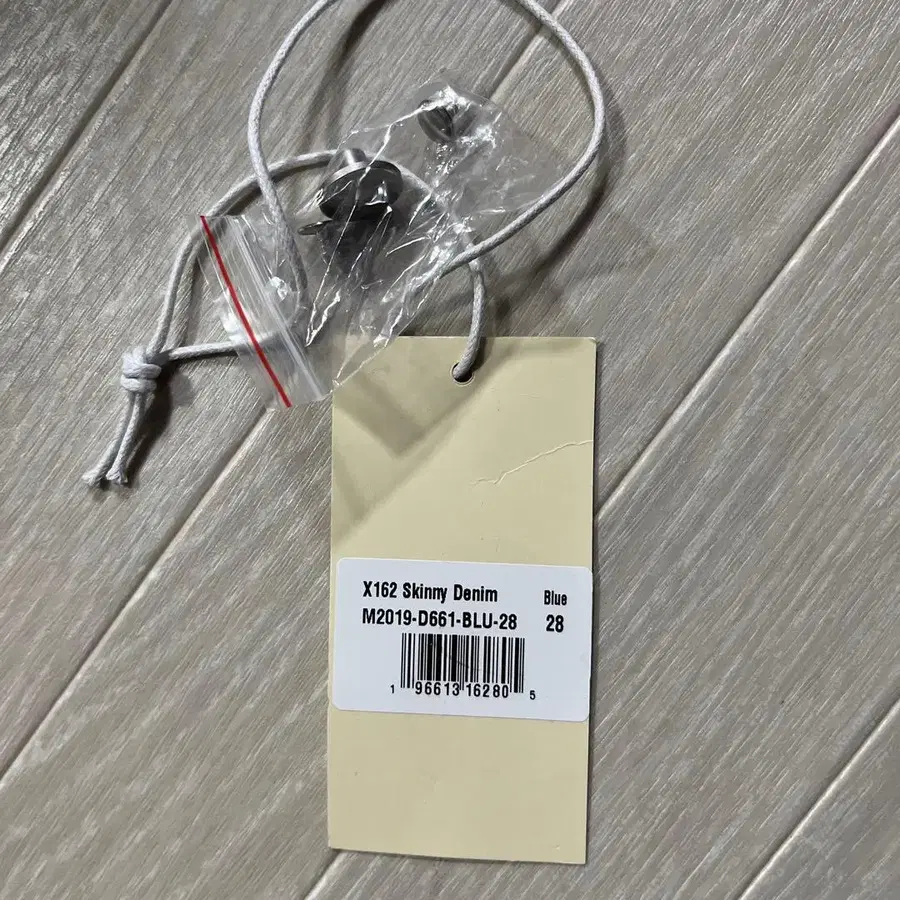 X162 Skinny Denim Blue
M2019-D661-BLU-28 28
1 96613 16280 5